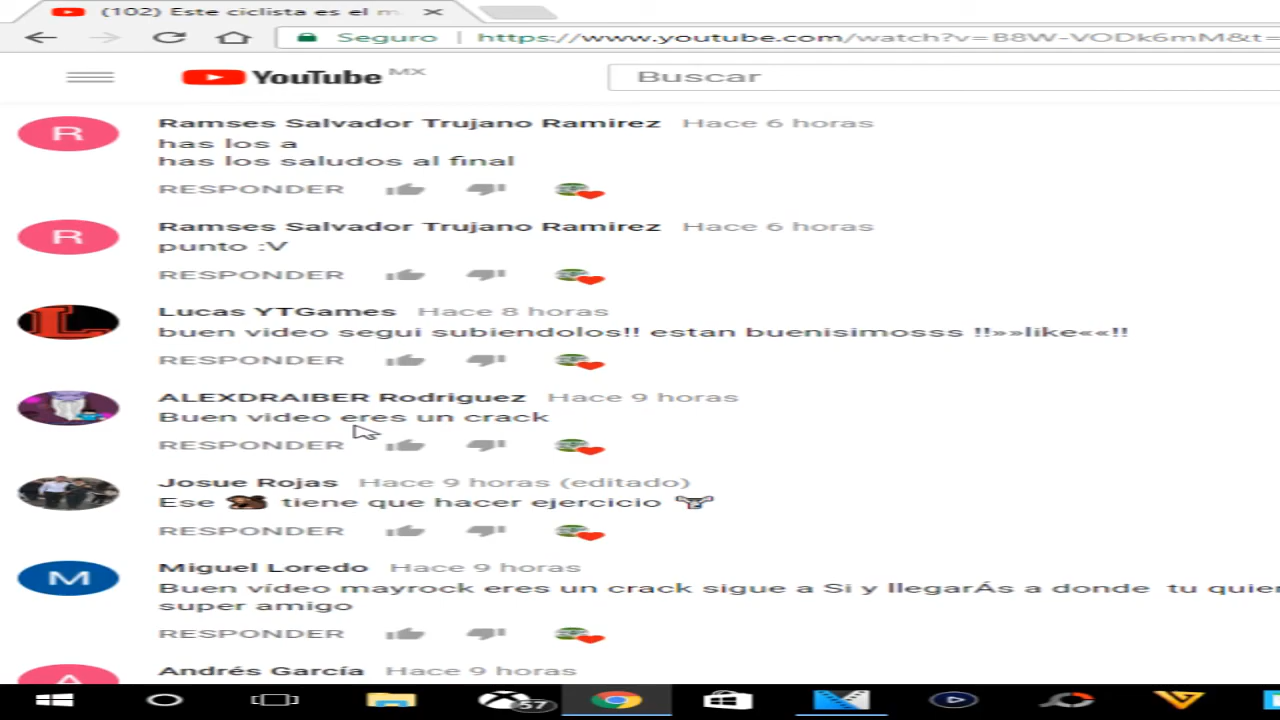 (102) Este ciclista es el m
Seguro | https://www.youtube.com/watch?v=B8W-VODk6mM&t=
YouTube MX
Buscar
Ramses Salvador Trujano Ramirez Hace 6 horas
R
has los a
has los saludos al final
RESPONDER
Ramses Salvador Trujano Ramirez Hace 6 horas
R
punto :V
RESPONDER
Lucas YTGames Hace 8 horas
L
buen video segui subiendolos!! estan buenisimosss !!»»like««!!
RESPONDER
ALEXDRAIBER Rodriguez Hace 9 horas
Buen video eres un crack
RESPONDER
Josue Rojas Hace 9 horas (editado)
Ese tiene que hacer ejercicio
RESPONDER
Miguel Loredo Hace 9 horas
M
Buen vídeo mayrock eres un crack sigue a Si y llegarÁs a donde tu quier
super amigo
RESPONDER
Andrés García Hace 9 horas
A
57